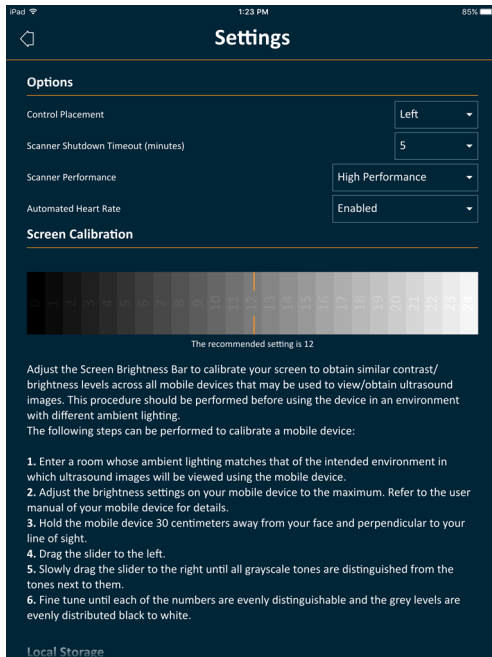 iPad 1:23 PM 85%
Settings
Options
Control Placement Left
Scanner Shutdown Timeout (minutes) 5
Scanner Performance High Performance
Automated Heart Rate Enabled
Screen Calibration
0 1 2 3 4 5 6 7 8 9 10 11 12 13 14 15 16 17 18 19 20 21 22 23 24
The recommended setting is 12
Adjust the Screen Brightness Bar to calibrate your screen to obtain similar contrast/
brightness levels across all mobile devices that may be used to view/obtain ultrasound
images. This procedure should be performed before using the device in an environment
with different ambient lighting.
The following steps can be performed to calibrate a mobile device:
1. Enter a room whose ambient lighting matches that of the intended environment in
which ultrasound images will be viewed using the mobile device.
2. Adjust the brightness settings on your mobile device to the maximum. Refer to the user
manual of your mobile device for details.
3. Hold the mobile device 30 centimeters away from your face and perpendicular to your
line of sight.
4. Drag the slider to the left.
5. Slowly drag the slider to the right until all grayscale tones are distinguished from the
tones next to them.
6. Fine tune until each of the numbers are evenly distinguishable and the grey levels are
evenly distributed black to white.
Local Storage